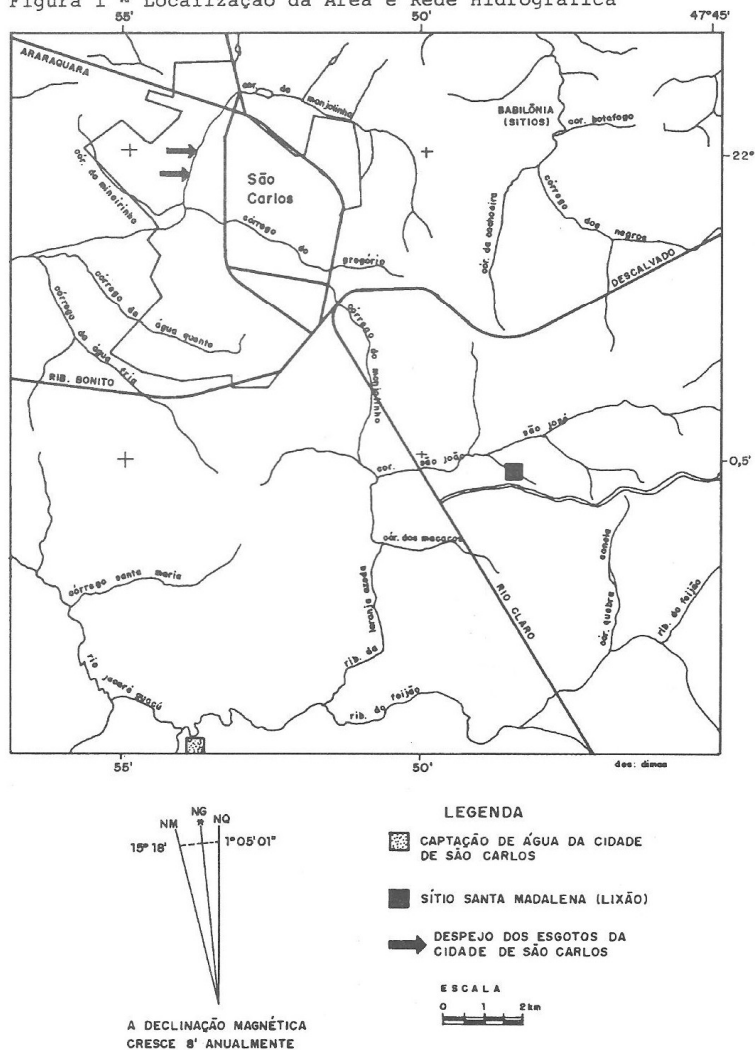 Figura 1 - Localização da Área e Rede Hidrográfica
55'
50'
47°45'
ARARAQUARA
cor. do monjolinho
BABILÔNIA
(SITIOS)
cor. botafogo
22°
córr. do mineirinho
São
Carlos
córrego do gregório
cór. da cachoeira
córrego dos negros
DESCALVADO
córrego da água quente
córrego da água fria
córrego do monjolinho
RIB. BONITO
são josé
cor. são joão
0,5'
cór. dos macacos
córrego santa maria
rib. da laranja azeda
RIO CLARO
cór. quebra canela
rib. do feijão
rio jacaré guaçú
rib. do feijão
55'
50'
des: dimas
NM
NG
NQ
15° 18'
1° 05' 01"
A DECLINAÇÃO MAGNÉTICA
CRESCE 8' ANUALMENTE
LEGENDA
CAPTAÇÃO DE ÁGUA DA CIDADE
DE SÃO CARLOS
SÍTIO SANTA MADALENA (LIXÃO)
DESPEJO DOS ESGOTOS DA
CIDADE DE SÃO CARLOS
ESCALA
0 1 2km